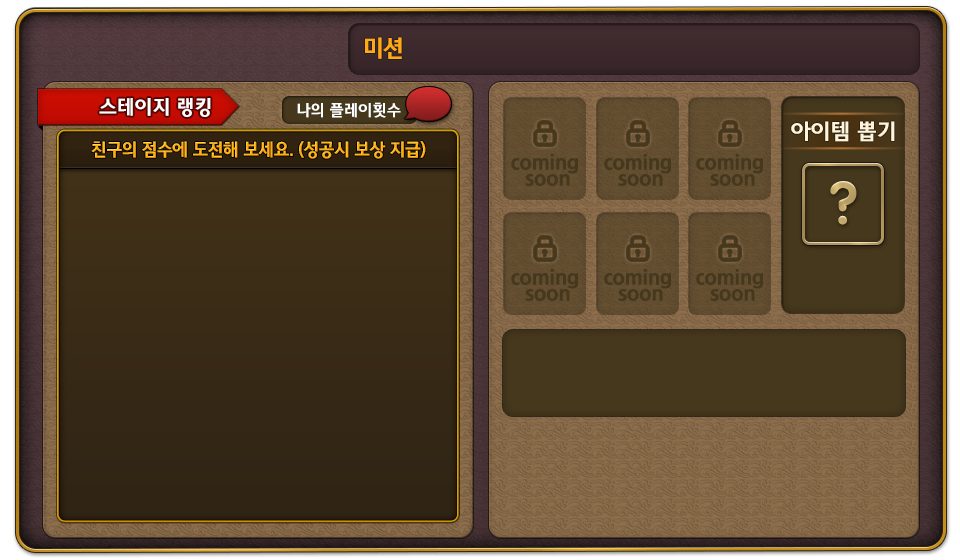 미션
스테이지 랭킹
나의 플레이횟수
친구의 점수에 도전해 보세요. (성공시 보상 지급)
coming
soon
coming
soon
coming
soon
아이템 뽑기
?
coming
soon
coming
soon
coming
soon